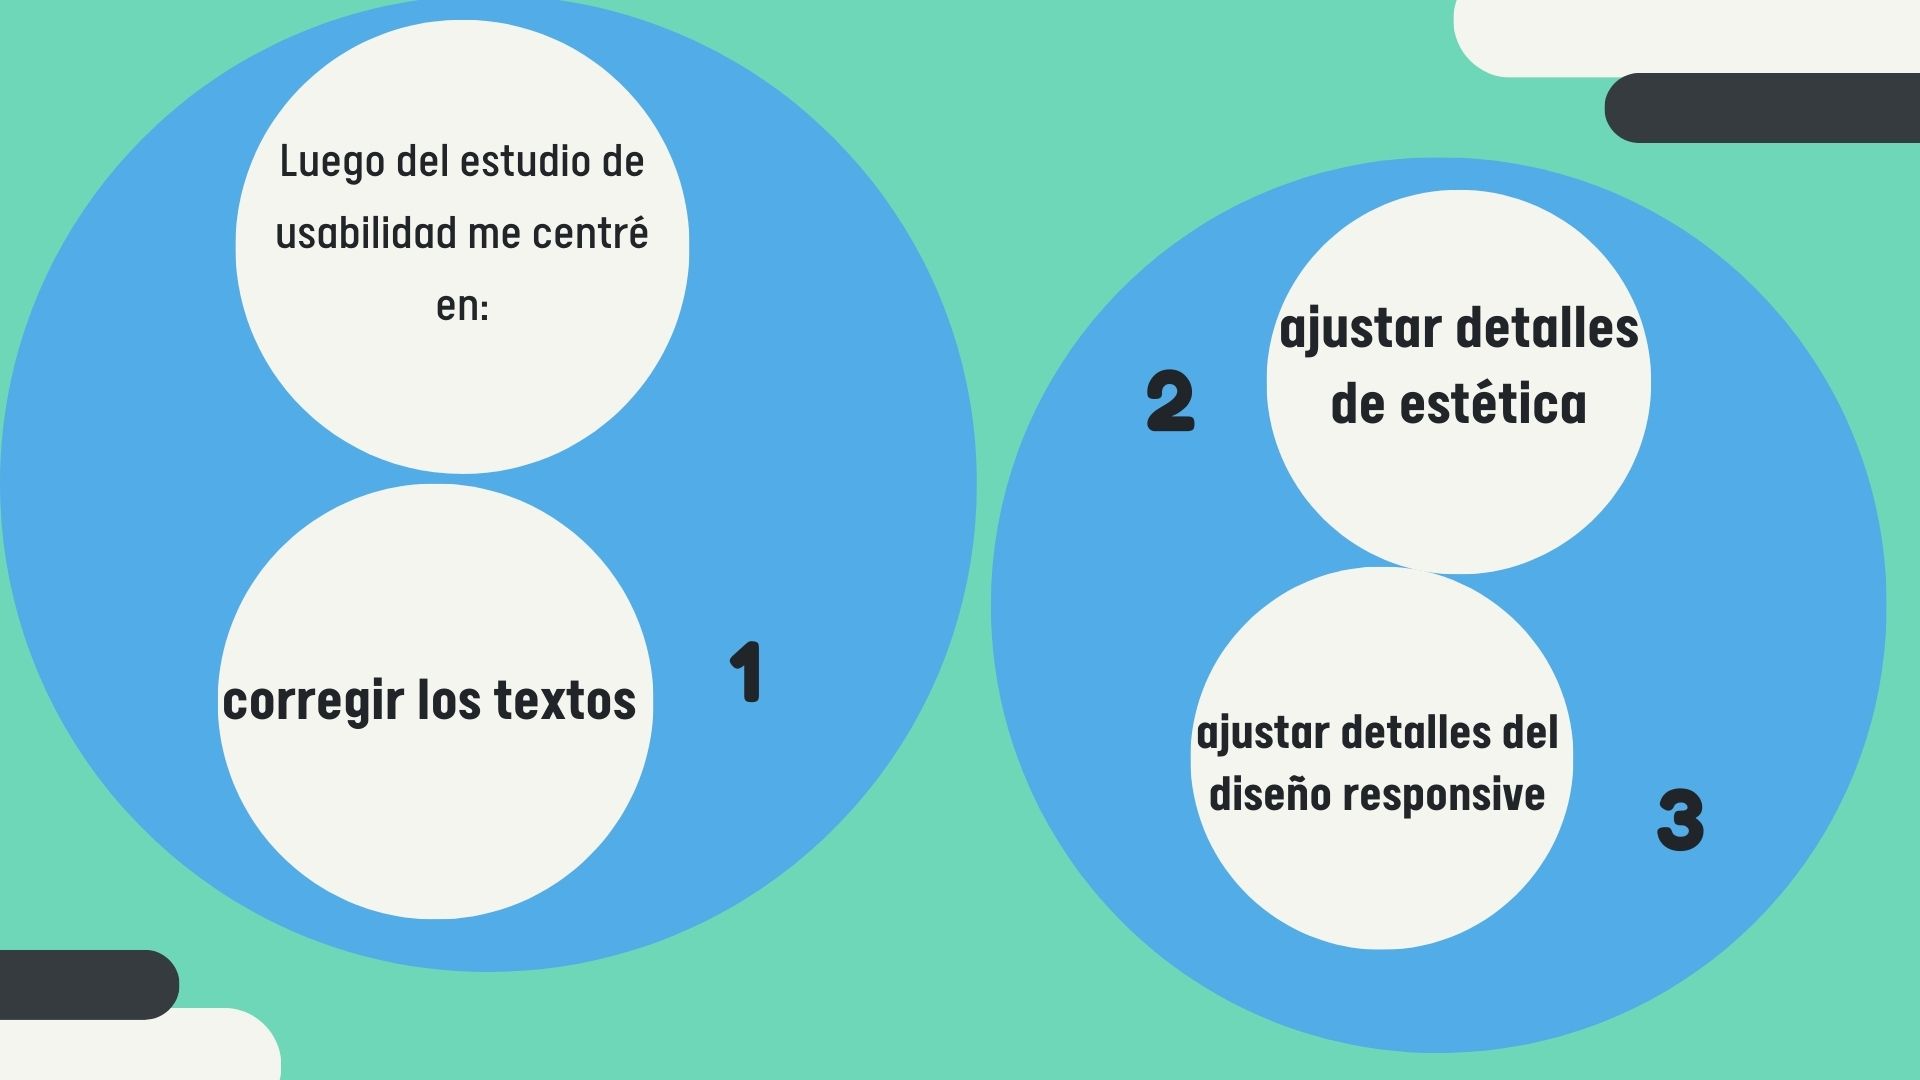 Luego del estudio de
usabilidad me centré
en:
corregir los textos
1
2
ajustar detalles
de estética
ajustar detalles del
diseño responsive
3